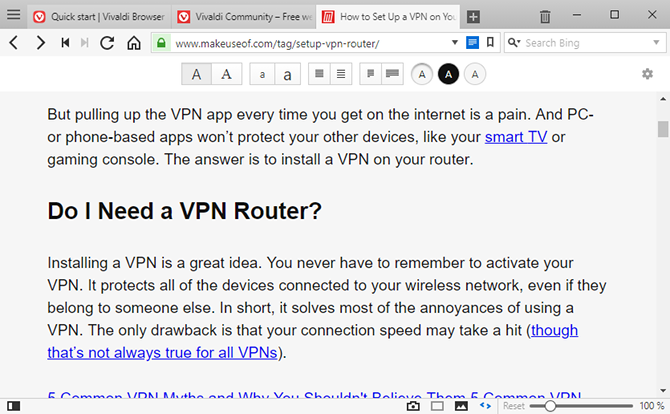 Quick start | Vivaldi Browser
Vivaldi Community – Free we
How to Set Up a VPN on You
www.makeuseof.com/tag/setup-vpn-router/
Search Bing
A A a a A A A
But pulling up the VPN app every time you get on the internet is a pain. And PC-
or phone-based apps won’t protect your other devices, like your smart TV or
gaming console. The answer is to install a VPN on your router.
Do I Need a VPN Router?
Installing a VPN is a great idea. You never have to remember to activate your
VPN. It protects all of the devices connected to your wireless network, even if they
belong to someone else. In short, it solves most of the annoyances of using a
VPN. The only drawback is that your connection speed may take a hit (though
that’s not always true for all VPNs).
5 Common VPN Myths and Why You Shouldn't Believe Them 5 Common VPN
Reset 100 %